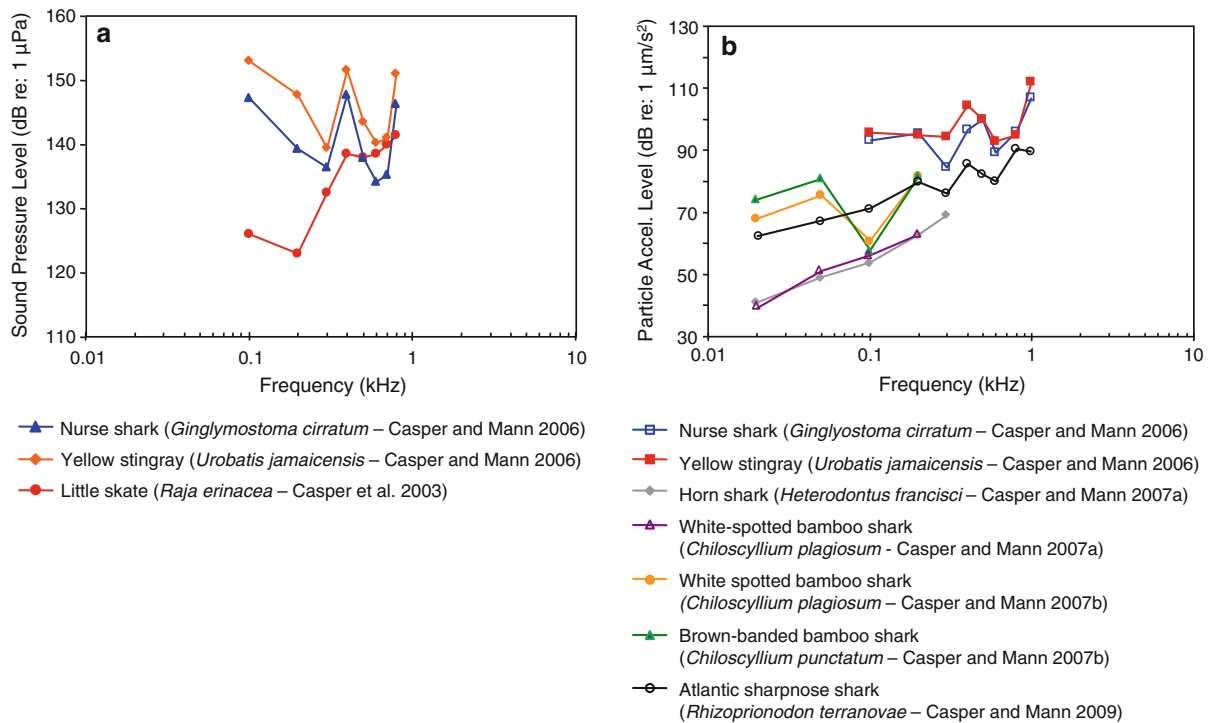 a
160
150
140
130
120
110
Sound Pressure Level (dB re: 1 μPa)
0.01
0.1
1
10
Frequency (kHz)
Nurse shark (Ginglymostoma cirratum – Casper and Mann 2006)
Yellow stingray (Urobatis jamaicensis – Casper and Mann 2006)
Little skate (Raja erinacea – Casper et al. 2003)
b
130
110
90
70
50
30
Particle Accel. Level (dB re: 1 μm/s²)
0.01
0.1
1
10
Frequency (kHz)
Nurse shark (Ginglyostoma cirratum – Casper and Mann 2006)
Yellow stingray (Urobatis jamaicensis – Casper and Mann 2006)
Horn shark (Heterodontus francisci – Casper and Mann 2007a)
White-spotted bamboo shark
(Chiloscyllium plagiosum - Casper and Mann 2007a)
White spotted bamboo shark
(Chiloscyllium plagiosum – Casper and Mann 2007b)
Brown-banded bamboo shark
(Chiloscyllium punctatum – Casper and Mann 2007b)
Atlantic sharpnose shark
(Rhizoprionodon terranovae – Casper and Mann 2009)